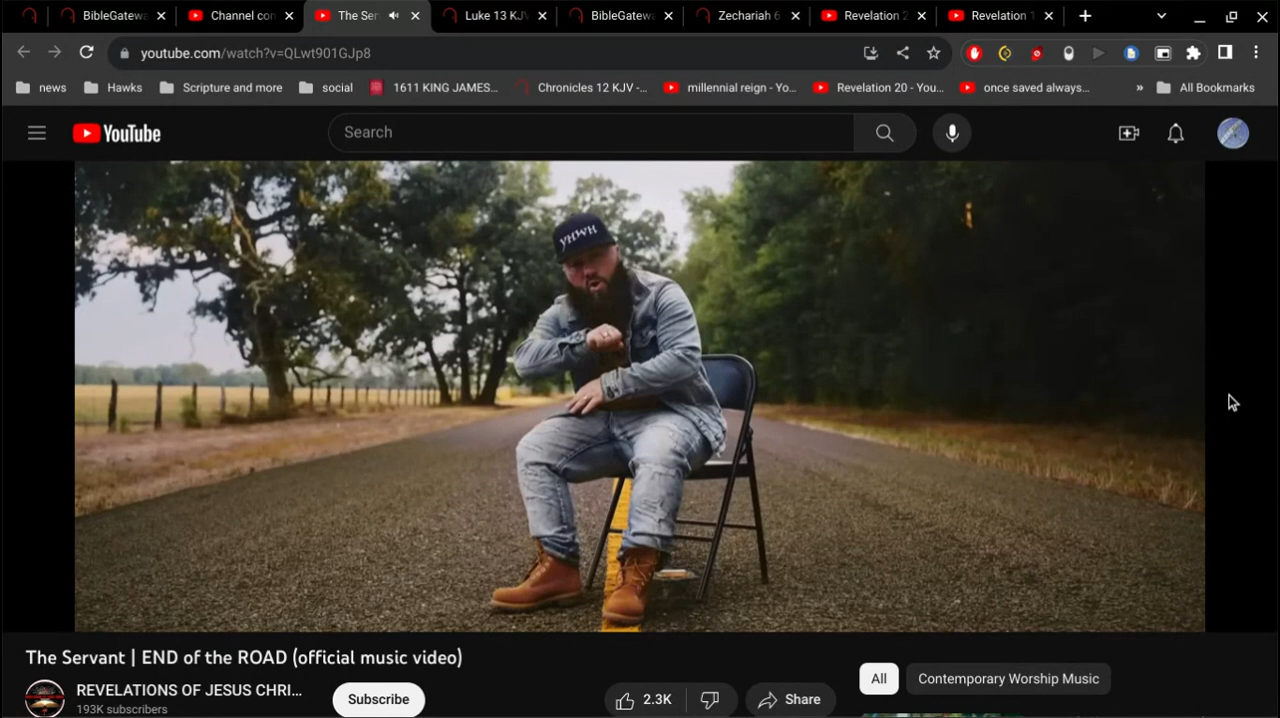 BibleGatewa
Channel con
The Ser
Luke 13 KJV
BibleGatewa
Zechariah 6
Revelation 2
Revelation 1
youtube.com/watch?v=QLwt901GJp8
news
Hawks
Scripture and more
social
1611 KING JAMES...
Chronicles 12 KJV -...
millennial reign - Yo...
Revelation 20 - You...
once saved always...
»
All Bookmarks
YouTube
Search
YHWH
The Servant | END of the ROAD (official music video)
REVELATIONS OF JESUS CHRI...
193K subscribers
Subscribe
2.3K
Share
All
Contemporary Worship Music